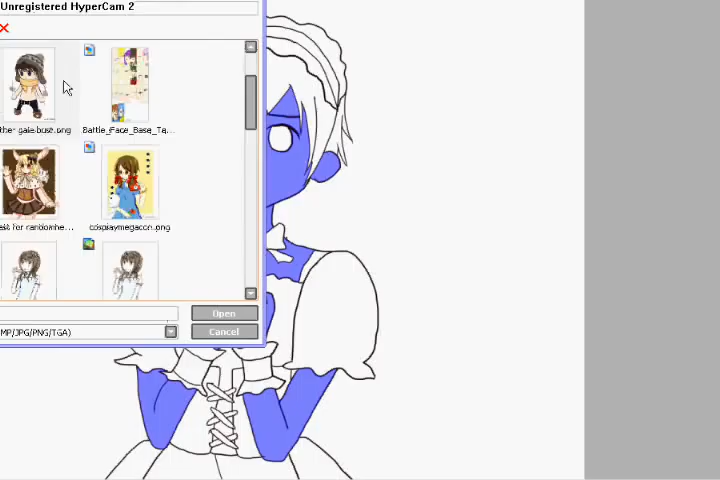 Unregistered HyperCam 2
Battle_Face_Base_Ta...
cosplaymegacon.png
Open
MP/JPG/PNG/TGA)
Cancel